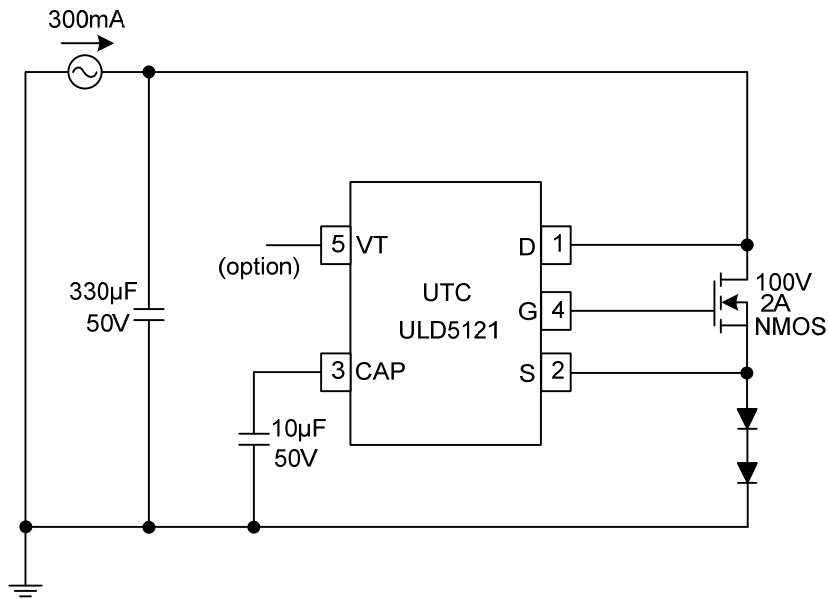 300mA
5
VT
(option)
D
1
330μF
50V
UTC
ULD5121
G
4
100V
2A
NMOS
3
CAP
S
2
10μF
50V